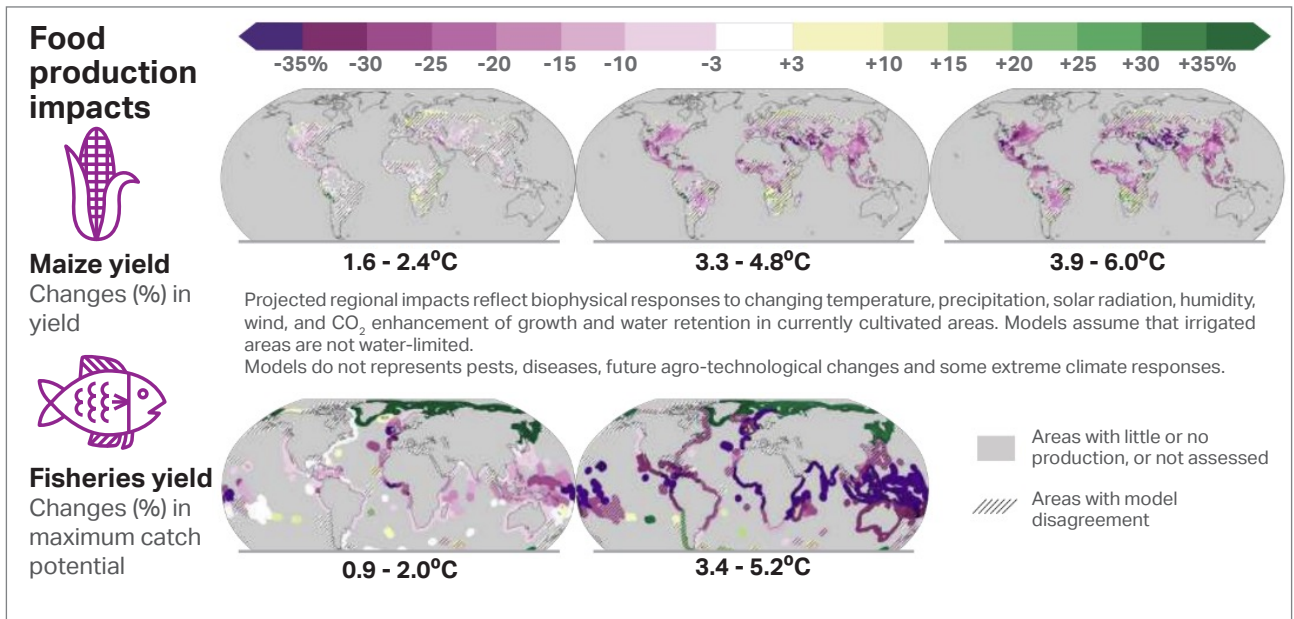 Food
production
impacts
-35% -30 -25 -20 -15 -10 -3 +3 +10 +15 +20 +25 +30 +35%
Maize yield
Changes (%) in
yield
1.6 - 2.4⁰C 3.3 - 4.8⁰C 3.9 - 6.0⁰C
Projected regional impacts reflect biophysical responses to changing temperature, precipitation, solar radiation, humidity,
wind, and CO₂ enhancement of growth and water retention in currently cultivated areas. Models assume that irrigated
areas are not water-limited.
Models do not represents pests, diseases, future agro-technological changes and some extreme climate responses.
Fisheries yield
Changes (%) in
maximum catch
potential
0.9 - 2.0⁰C 3.4 - 5.2⁰C
Areas with little or no
production, or not assessed
Areas with model
disagreement